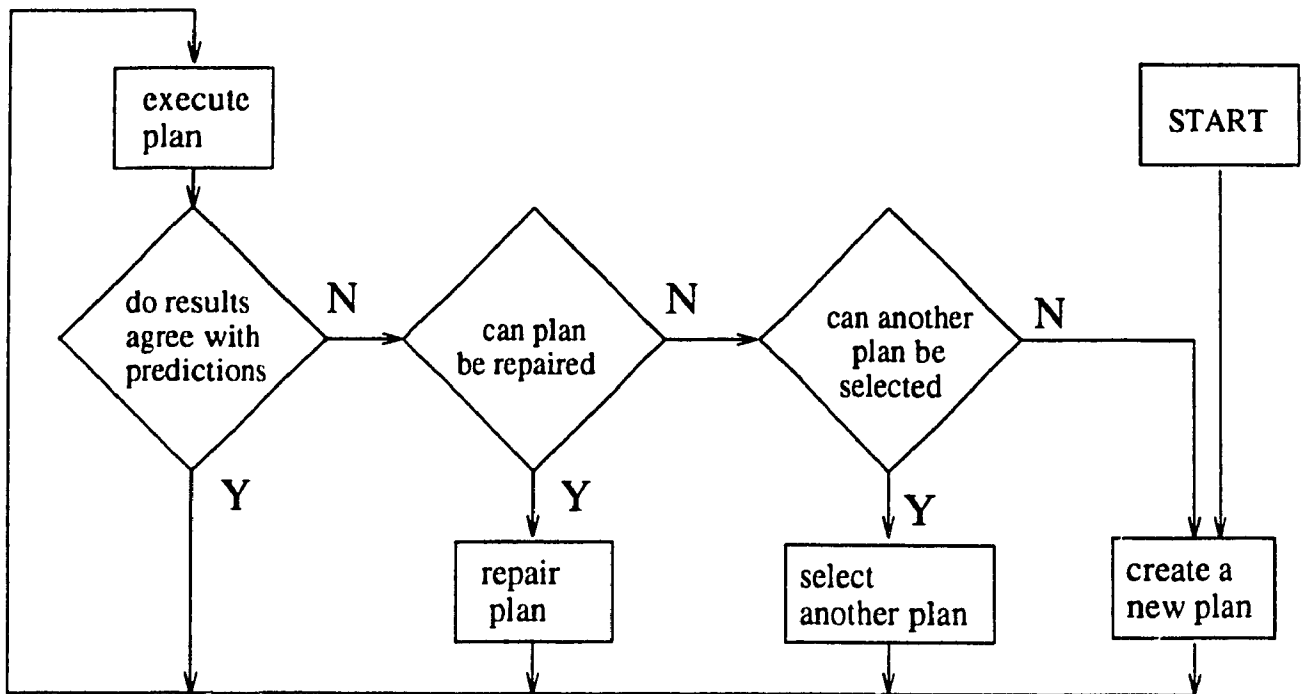 execute
plan
START
do results
agree with
predictions
N
can plan
be repaired
N
can another
plan be
selected
N
Y
Y
Y
repair
plan
select
another plan
create a
new plan